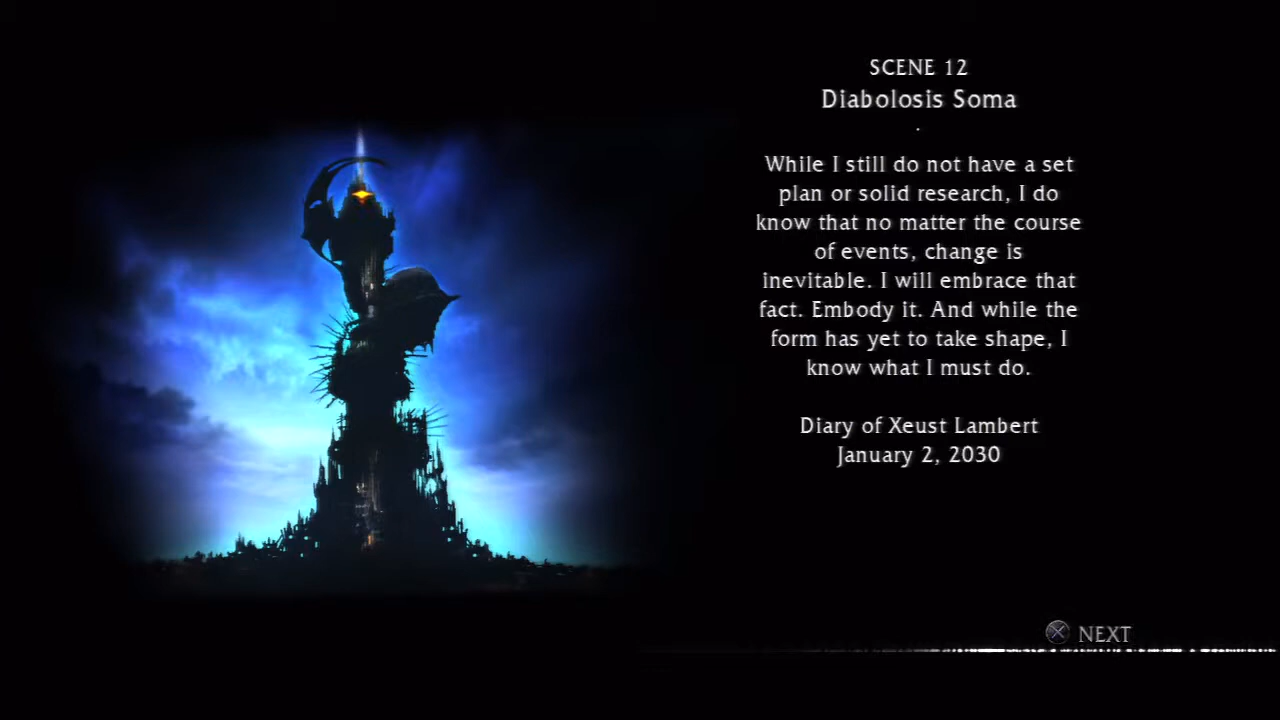 SCENE 12
Diabolosis Soma
.
While I still do not have a set
plan or solid research, I do
know that no matter the course
of events, change is
inevitable. I will embrace that
fact. Embody it. And while the
form has yet to take shape, I
know what I must do.
Diary of Xeust Lambert
January 2, 2030
NEXT